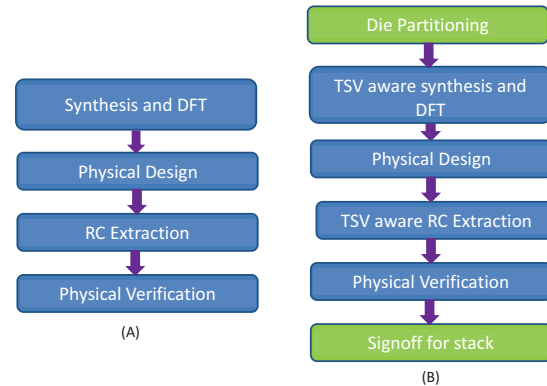 Synthesis and DFT
Physical Design
RC Extraction
Physical Verification
(A)
Die Partitioning
TSV aware synthesis and
DFT
Physical Design
TSV aware RC Extraction
Physical Verification
Signoff for stack
(B)